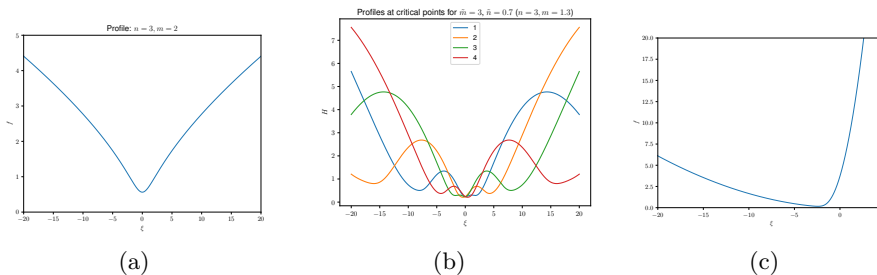 Profile: n = 3, m = 2
f
5
4
3
2
1
0
−20 −15 −10 −5 0 5 10 15 20
ξ
(a)
Profiles at critical points for m̃ = 3, ñ = 0.7 (n = 3, m = 1.3)
1
2
3
4
H
7
6
5
4
3
2
1
0
−20 −15 −10 −5 0 5 10 15 20
ξ
(b)
f
20.0
17.5
15.0
12.5
10.0
7.5
5.0
2.5
0.0
−20 −15 −10 −5 0
ξ
(c)